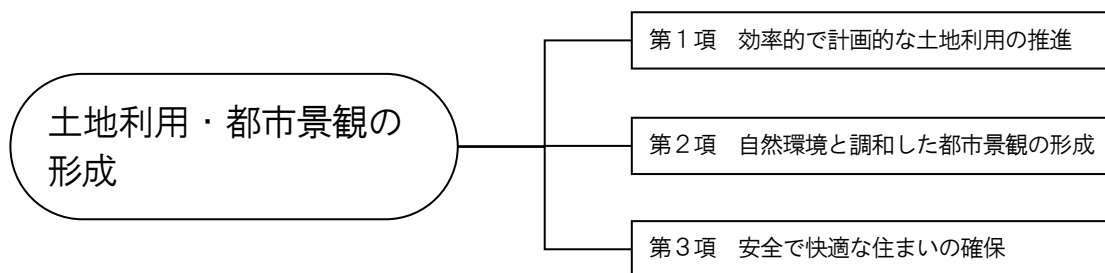 土地利用・都市景観の
形成
第１項　効率的で計画的な土地利用の推進
第２項　自然環境と調和した都市景観の形成
第３項　安全で快適な住まいの確保